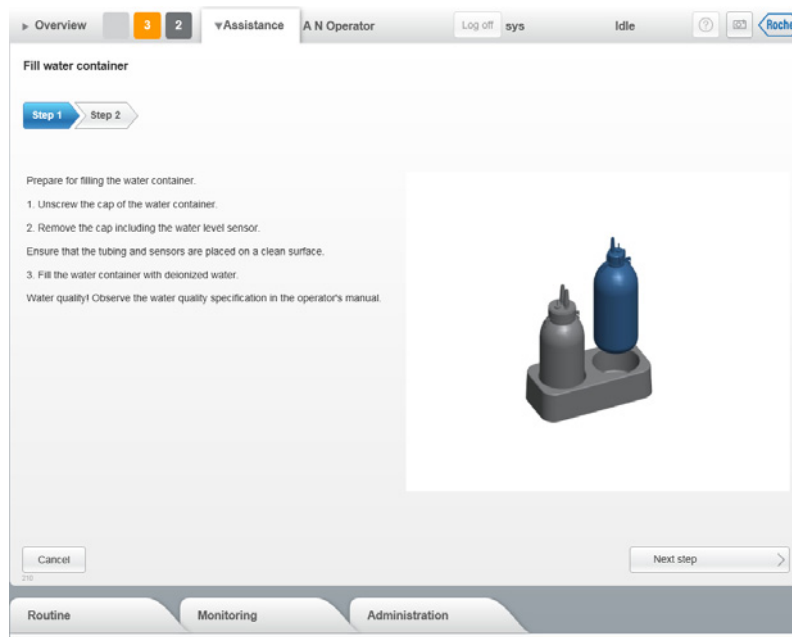 Overview 3 2 Assistance A N Operator Log off sys Idle ? Roche
Fill water container
Step 1 Step 2
Prepare for filling the water container.
1. Unscrew the cap of the water container.
2. Remove the cap including the water level sensor.
Ensure that the tubing and sensors are placed on a clean surface.
3. Fill the water container with deionized water.
Water quality! Observe the water quality specification in the operator's manual.
Cancel Next step
210
Routine Monitoring Administration